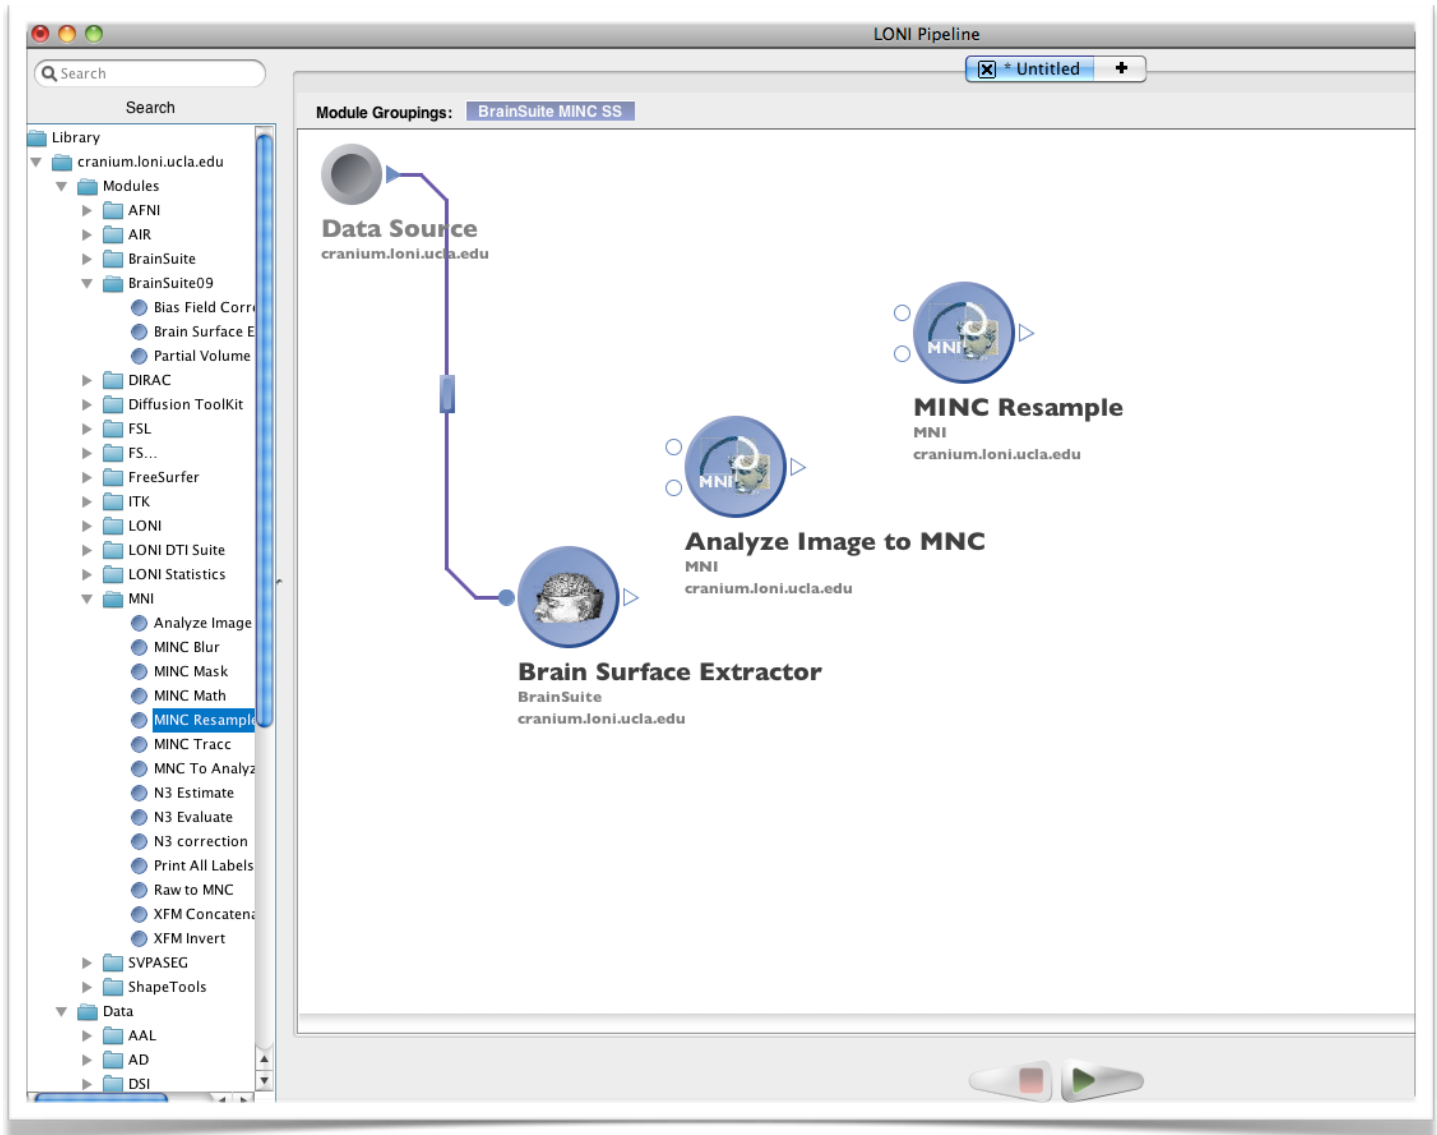 LONI Pipeline
Search
* Untitled +
Search
Module Groupings: BrainSuite MINC SS
Library
cranium.loni.ucla.edu
Modules
AFNI
AIR
BrainSuite
BrainSuite09
Bias Field Corr
Brain Surface E
Partial Volume
DIRAC
Diffusion ToolKit
FSL
FS...
FreeSurfer
ITK
LONI
LONI DTI Suite
LONI Statistics
MNI
Analyze Image
MINC Blur
MINC Mask
MINC Math
MINC Resample
MINC Tracc
MNC To Analyz
N3 Estimate
N3 Evaluate
N3 correction
Print All Labels
Raw to MNC
XFM Concatena
XFM Invert
SVPASEG
ShapeTools
Data
AAL
AD
DSI
Data Source
cranium.loni.ucla.edu
MNI
MINC Resample
MNI
cranium.loni.ucla.edu
MNI
Analyze Image to MNC
MNI
cranium.loni.ucla.edu
Brain Surface Extractor
BrainSuite
cranium.loni.ucla.edu